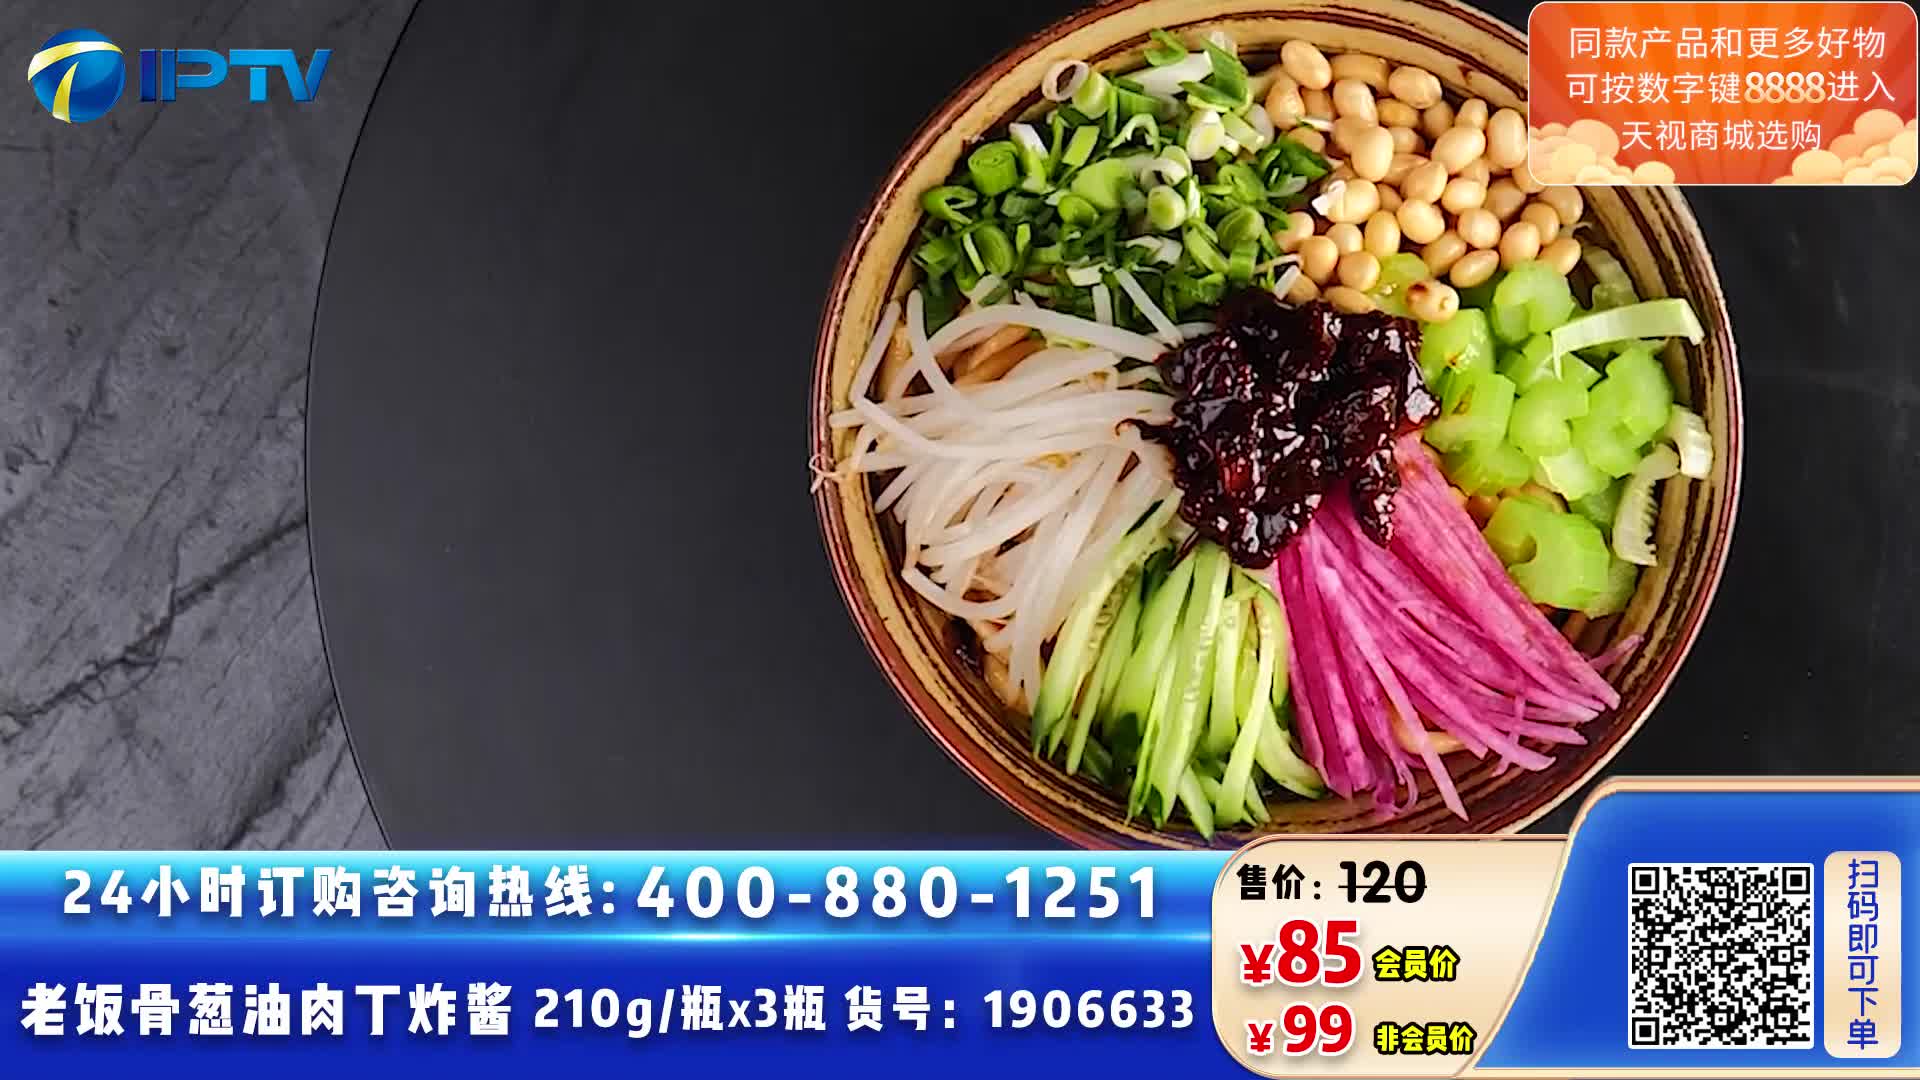 IPTV
同款产品和更多好物
可按数字键8888进入
天视商城选购
24小时订购咨询热线:400-880-1251
老饭骨葱油肉丁炸酱 210g/瓶x3瓶 货号：1906633
售价：120
¥85 会员价
¥99 非会员价
扫码即可下单